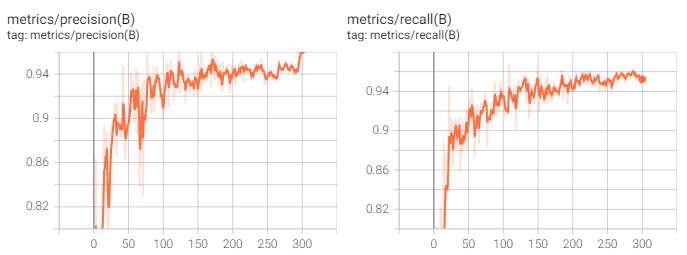 metrics/precision(B)
tag: metrics/precision(B)
0.94
0.9
0.86
0.82
0 50 100 150 200 250 300
metrics/recall(B)
tag: metrics/recall(B)
0.94
0.9
0.86
0.82
0 50 100 150 200 250 300